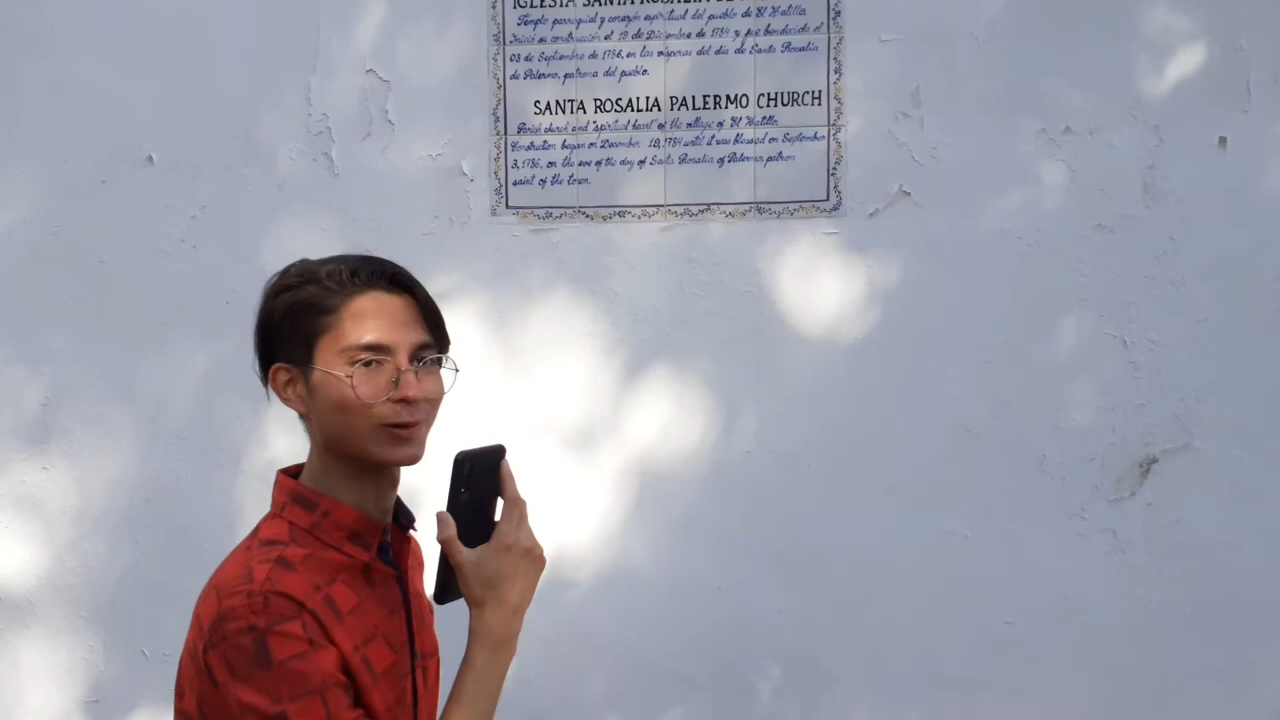 IGLESIA SANTA ROSALIA DE
Templo parroquial y corazón espiritual del pueblo de El Hatillo.
Inició su construcción el 19 de Diciembre de 1784 y fue bendecida el
03 de Septiembre de 1786, en las vísperas del día de Santa Rosalía
de Palermo, patrona del pueblo.
SANTA ROSALIA PALERMO CHURCH
Parish church and "spiritual heart" of the village of El Hatillo.
Construction began on December 19, 1784 until it was blessed on September
3, 1786, on the eve of the day of Santa Rosalia of Palermo, patron
saint of the town.